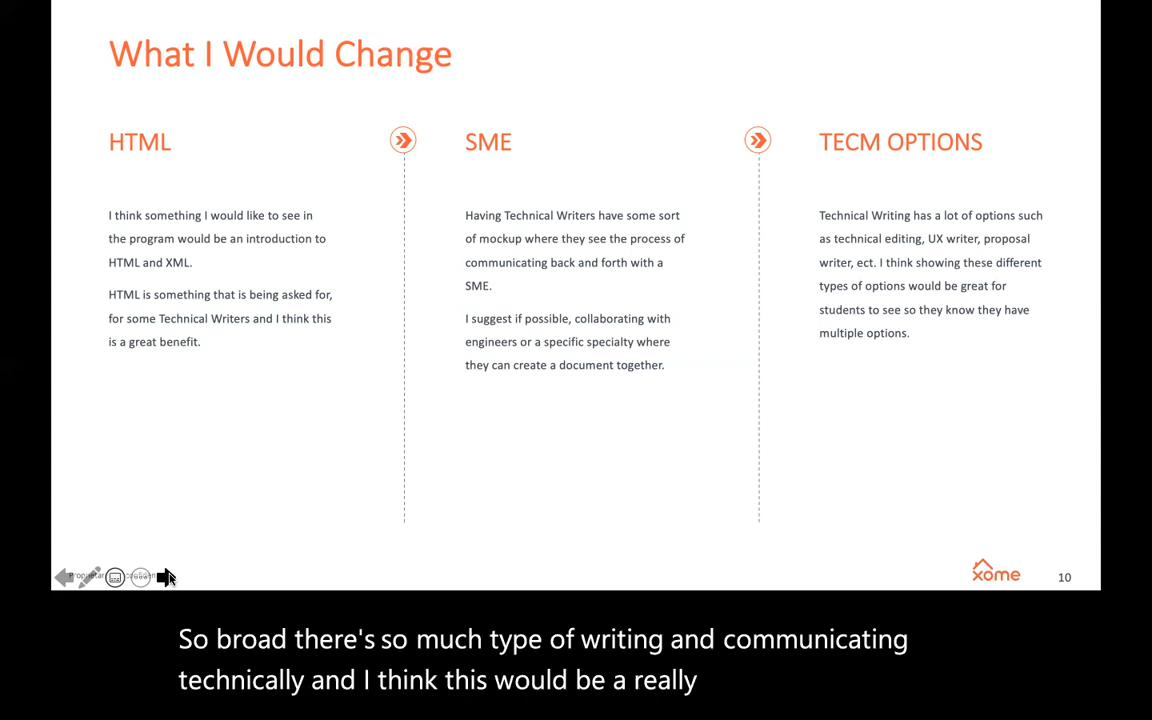 What I Would Change
HTML
I think something I would like to see in
the program would be an introduction to
HTML and XML.
HTML is something that is being asked for,
for some Technical Writers and I think this
is a great benefit.
SME
Having Technical Writers have some sort
of mockup where they see the process of
communicating back and forth with a
SME.
I suggest if possible, collaborating with
engineers or a specific specialty where
they can create a document together.
TECM OPTIONS
Technical Writing has a lot of options such
as technical editing, UX writer, proposal
writer, ect. I think showing these different
types of options would be great for
students to see so they know they have
multiple options.
xome
10
So broad there's so much type of writing and communicating
technically and I think this would be a really